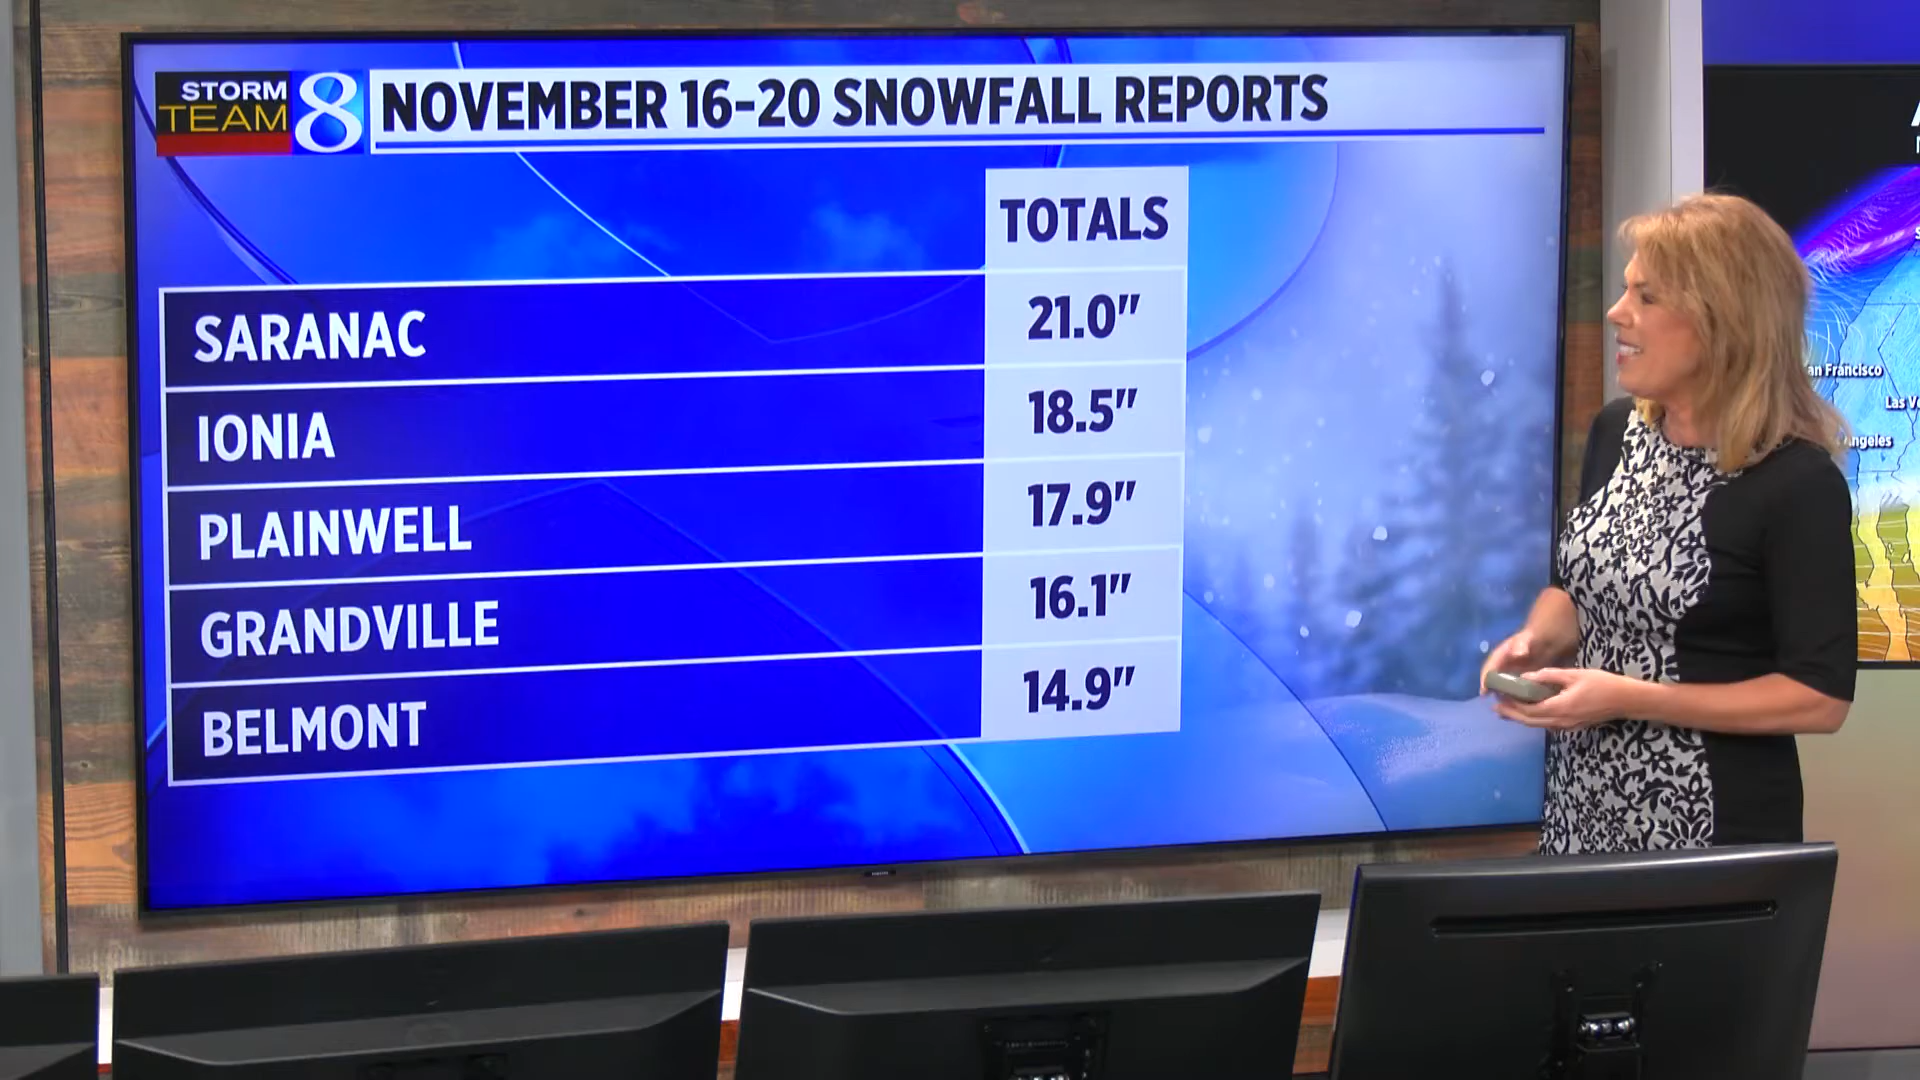 STORM
TEAM
8
NOVEMBER 16-20 SNOWFALL REPORTS
TOTALS
SARANAC 21.0"
IONIA 18.5"
PLAINWELL 17.9"
GRANDVILLE 16.1"
BELMONT 14.9"
an Francisco
Las V
Angeles